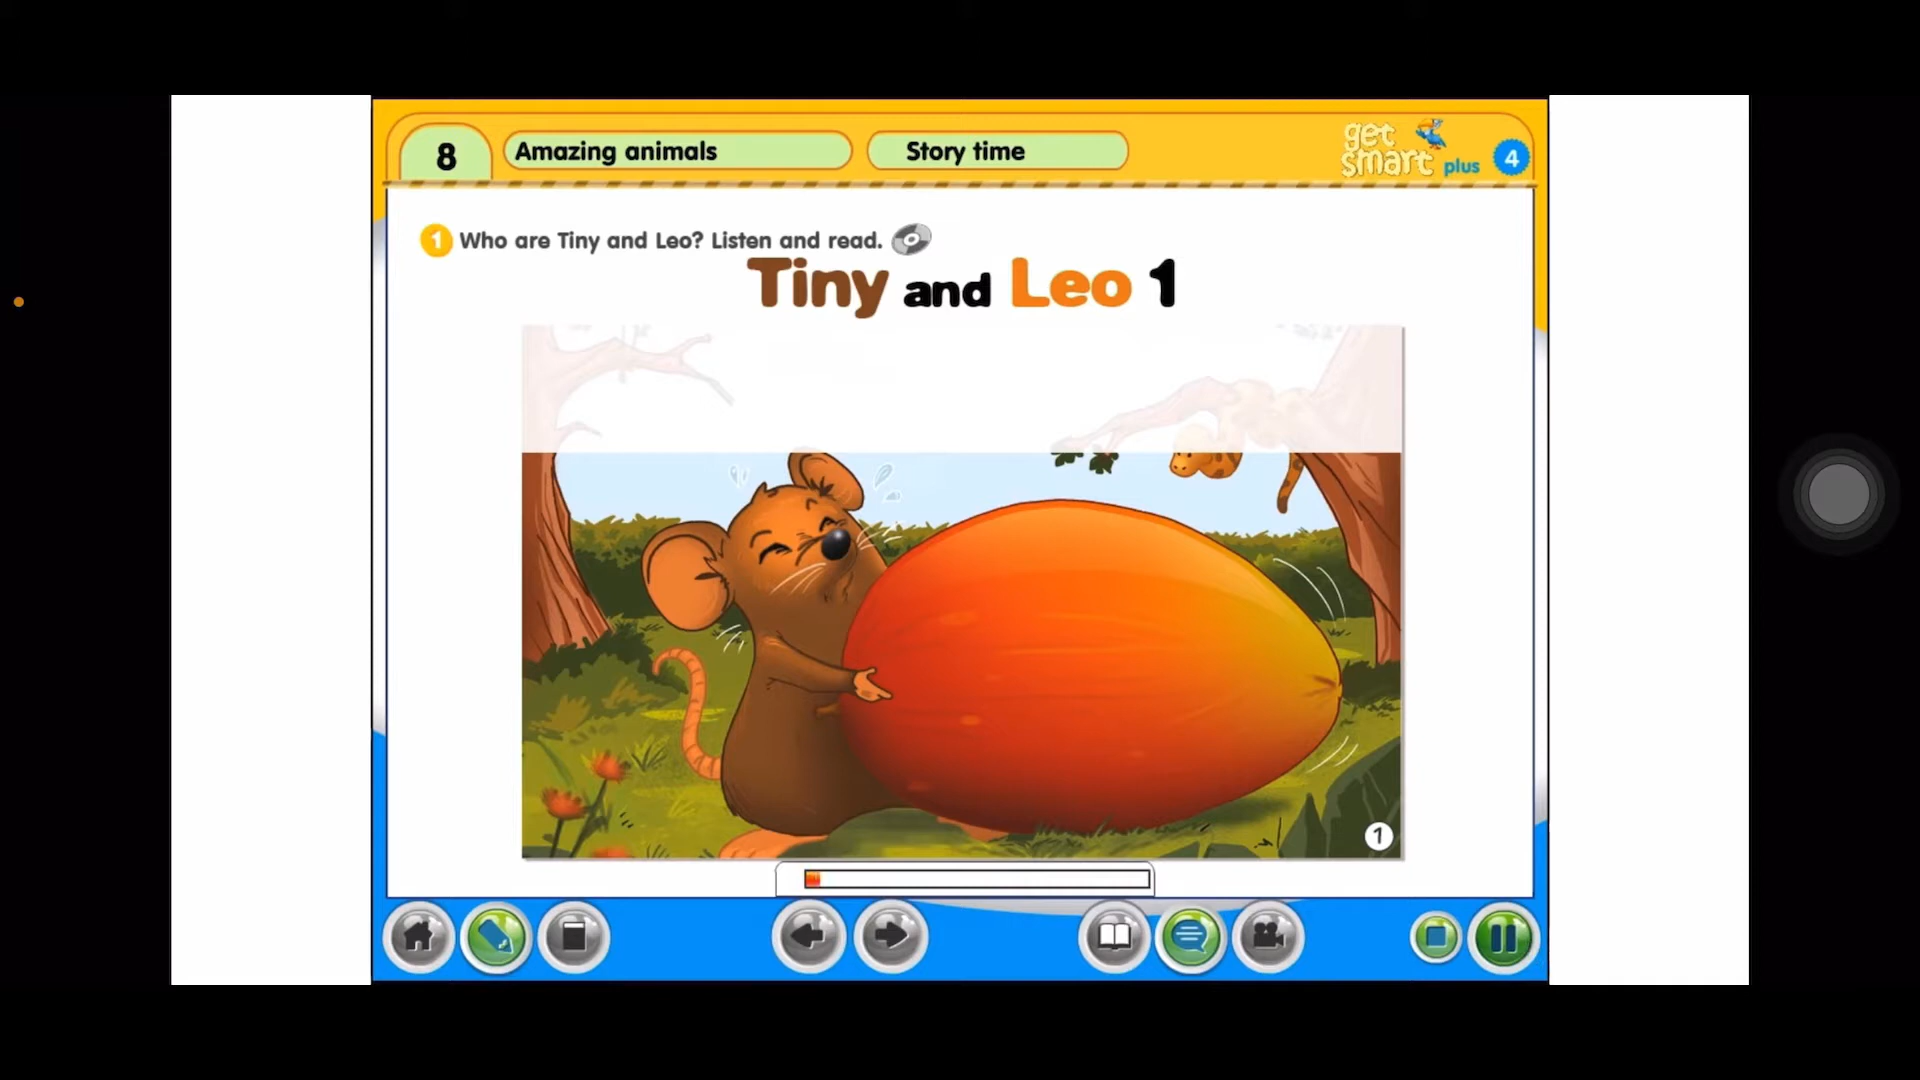 8
Amazing animals
Story time
get
smart plus 4
1 Who are Tiny and Leo? Listen and read.
Tiny and Leo 1
1